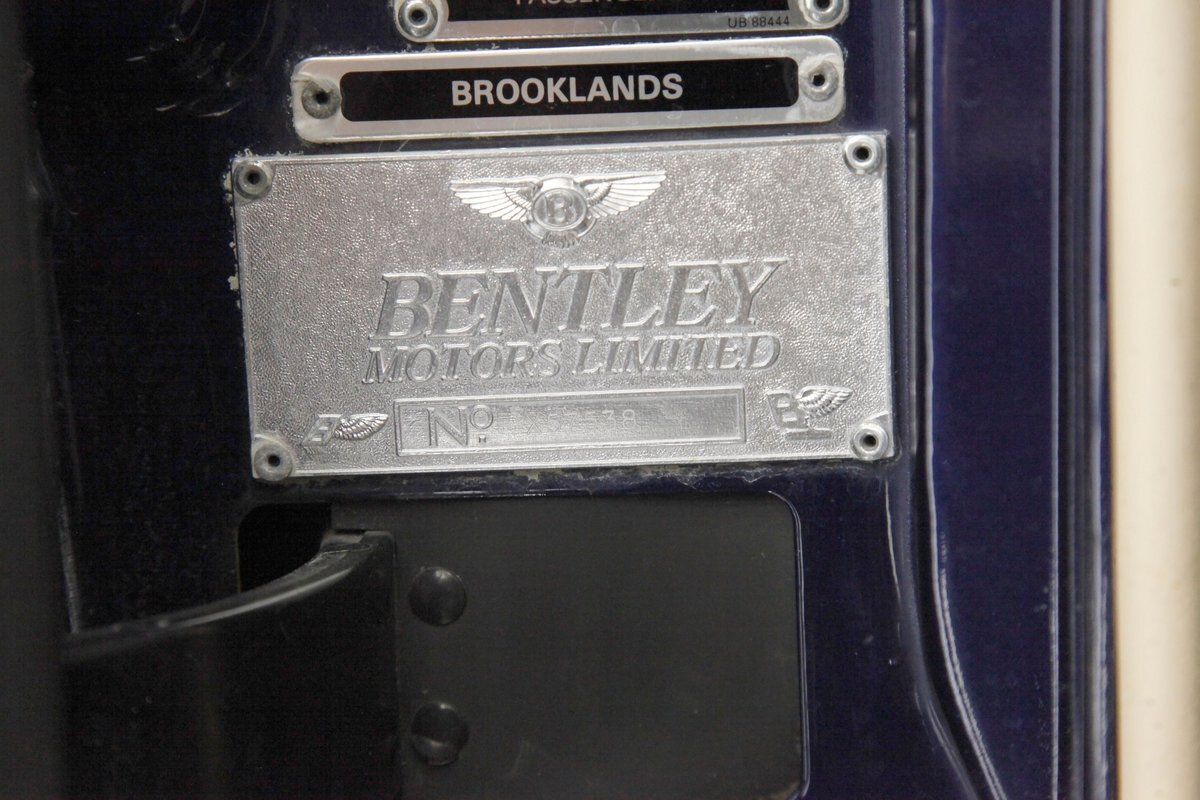 UB 88444
BROOKLANDS
B
BENTLEY
MOTORS LIMITED
B
Nº.
B